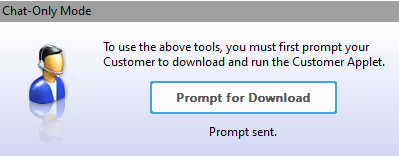 Chat-Only Mode
To use the above tools, you must first prompt your
Customer to download and run the Customer Applet.
Prompt for Download
Prompt sent.